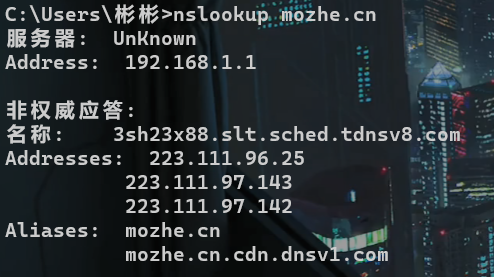 C:\Users\彬彬>nslookup mozhe.cn
服务器:  UnKnown
Address:  192.168.1.1
非权威应答:
名称:    3sh23x88.slt.sched.tdnsv8.com
Addresses:  223.111.96.25
223.111.97.143
223.111.97.142
Aliases:  mozhe.cn
mozhe.cn.cdn.dnsv1.com